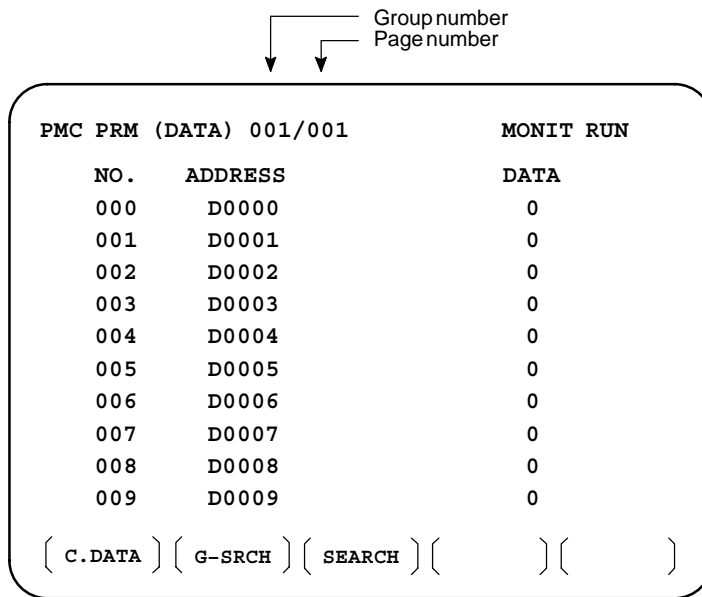 Group number
Page number
PMC PRM (DATA) 001/001 MONIT RUN
NO. ADDRESS DATA
000 D0000 0
001 D0001 0
002 D0002 0
003 D0003 0
004 D0004 0
005 D0005 0
006 D0006 0
007 D0007 0
008 D0008 0
009 D0009 0
[ C.DATA ] [ G-SRCH ] [ SEARCH ] [ ] [ ]